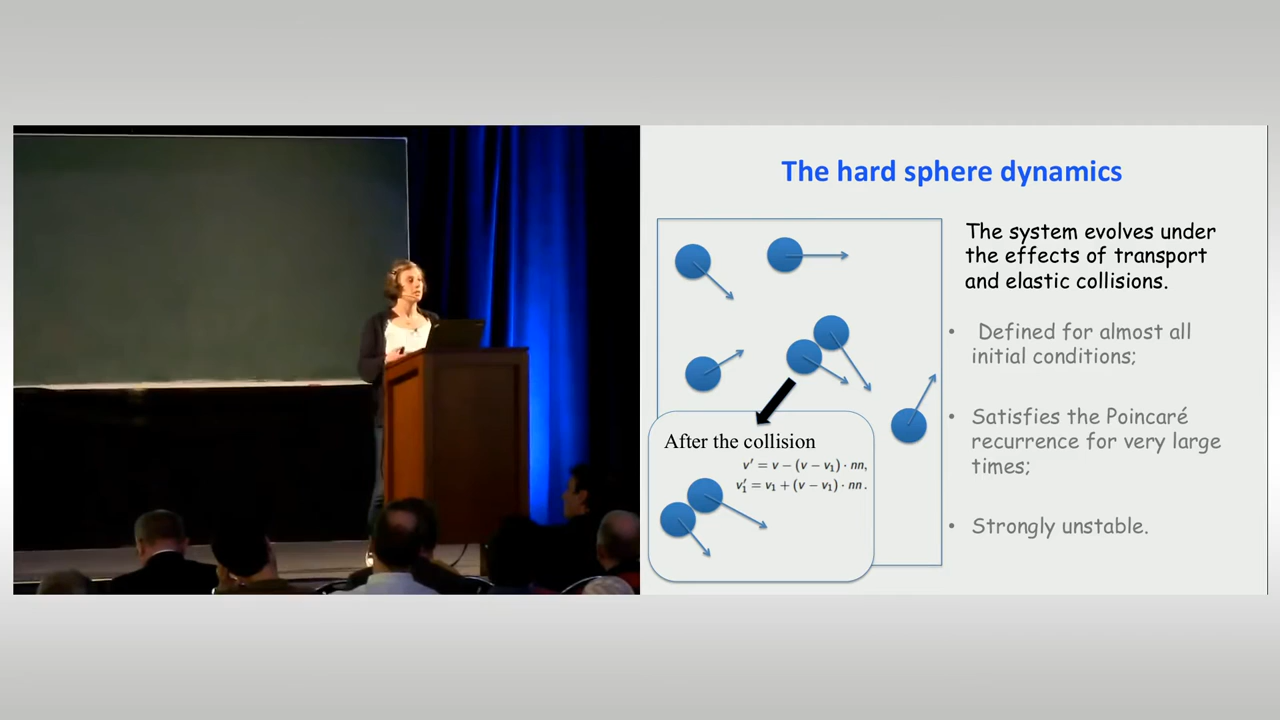 The hard sphere dynamics
The system evolves under
the effects of transport
and elastic collisions.
• Defined for almost all
initial conditions;
• Satisfies the Poincaré
recurrence for very large
times;
• Strongly unstable.
After the collision
v′ = v − (v − v₁) · nn,
v′₁ = v₁ + (v − v₁) · nn .